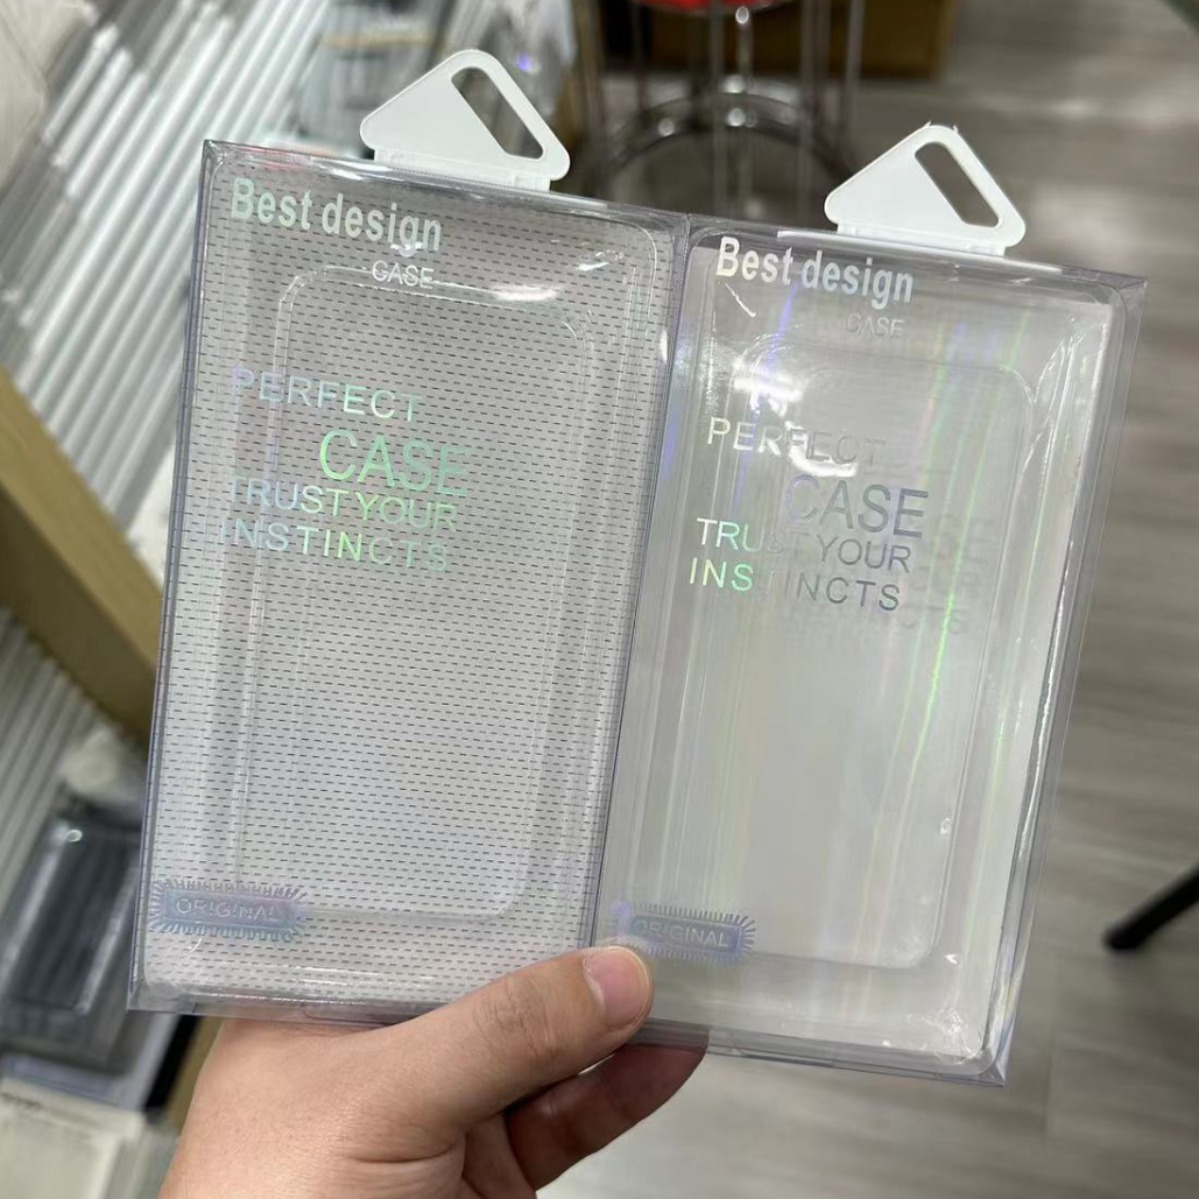 Best design
CASE
PERFECT
CASE
TRUST YOUR
INSTINCTS
ORIGINAL
Best design
CASE
PERFECT
CASE
TRUST YOUR
INSTINCTS
ORIGINAL